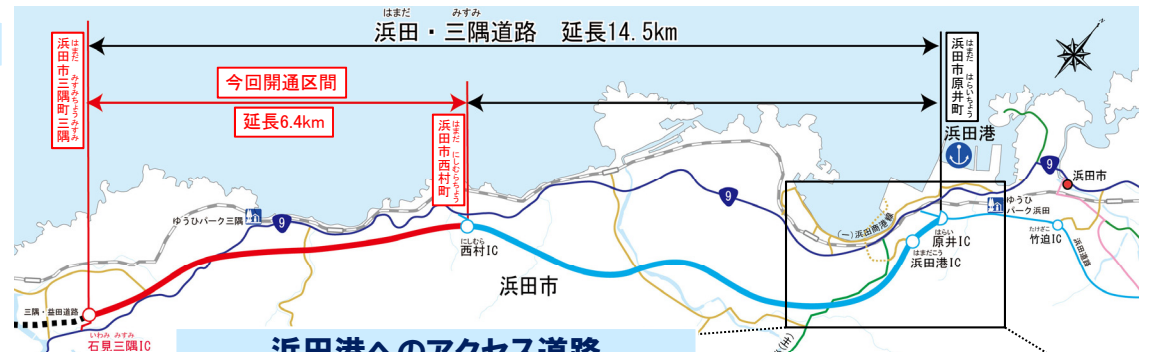 はまだ みすみ
浜田・三隅道路 延長14.5km
はまだ みすみちょうみすみ
浜田市三隅町三隅
今回開通区間
延長6.4km
はまだ にしむらちょう
浜田市西村町
はまだ はらいちょう
浜田市原井町
浜田港
9
浜田市
ゆうひパーク三隅
9
9
にしむら
西村IC
浜田市
(一)浜田商港線
はらい
原井IC
はまだこう
浜田港IC
ゆうひ
パーク浜田
たけざこ
竹迫IC
浜田道路
三隅・益田道路
いわみ みすみ
石見三隅IC
浜田港へのアクセス道路